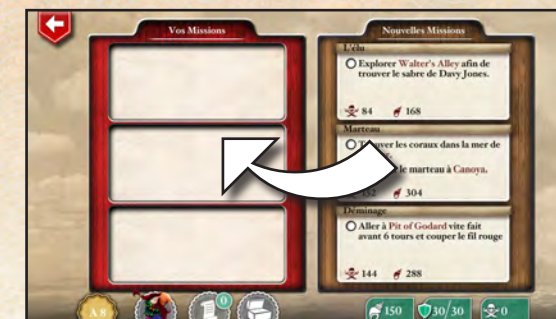 Vos Missions
Nouvelles Missions
L'élu
Explorer Walter's Alley afin de
trouver le sabre de Davy Jones.
84 168
Marteau
les coraux dans la mer de
le marteau à Canoya.
304
Déminage
Aller à Pit of Godard vite fait
avant 6 tours et couper le fil rouge
144 288
A 8
0
150
30/30
0